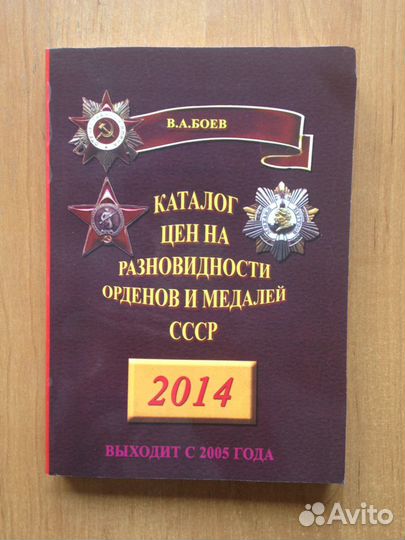 В.А.БОЕВ
КАТАЛОГ
ЦЕН НА
РАЗНОВИДНОСТИ
ОРДЕНОВ И МЕДАЛЕЙ
СССР
2014
ВЫХОДИТ С 2005 ГОДА
Avito